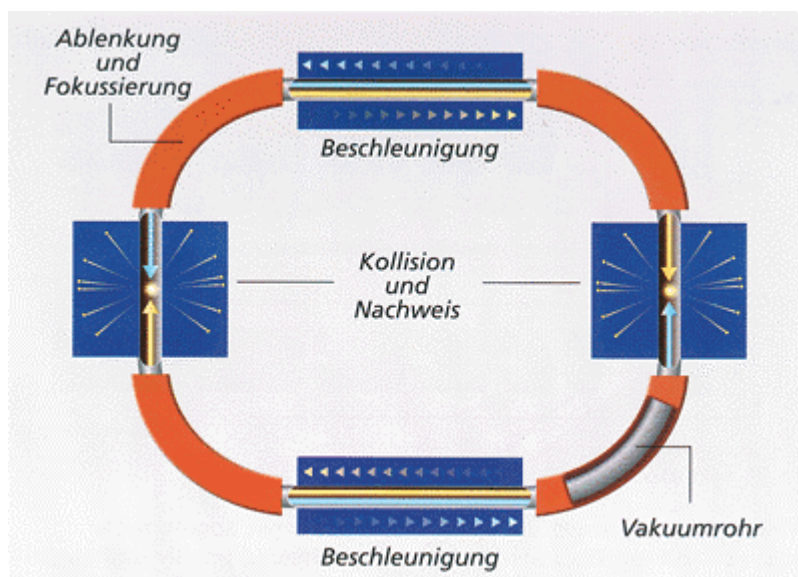 Ablenkung
und
Fokussierung
Beschleunigung
Kollision
und
Nachweis
Vakuumrohr
Beschleunigung